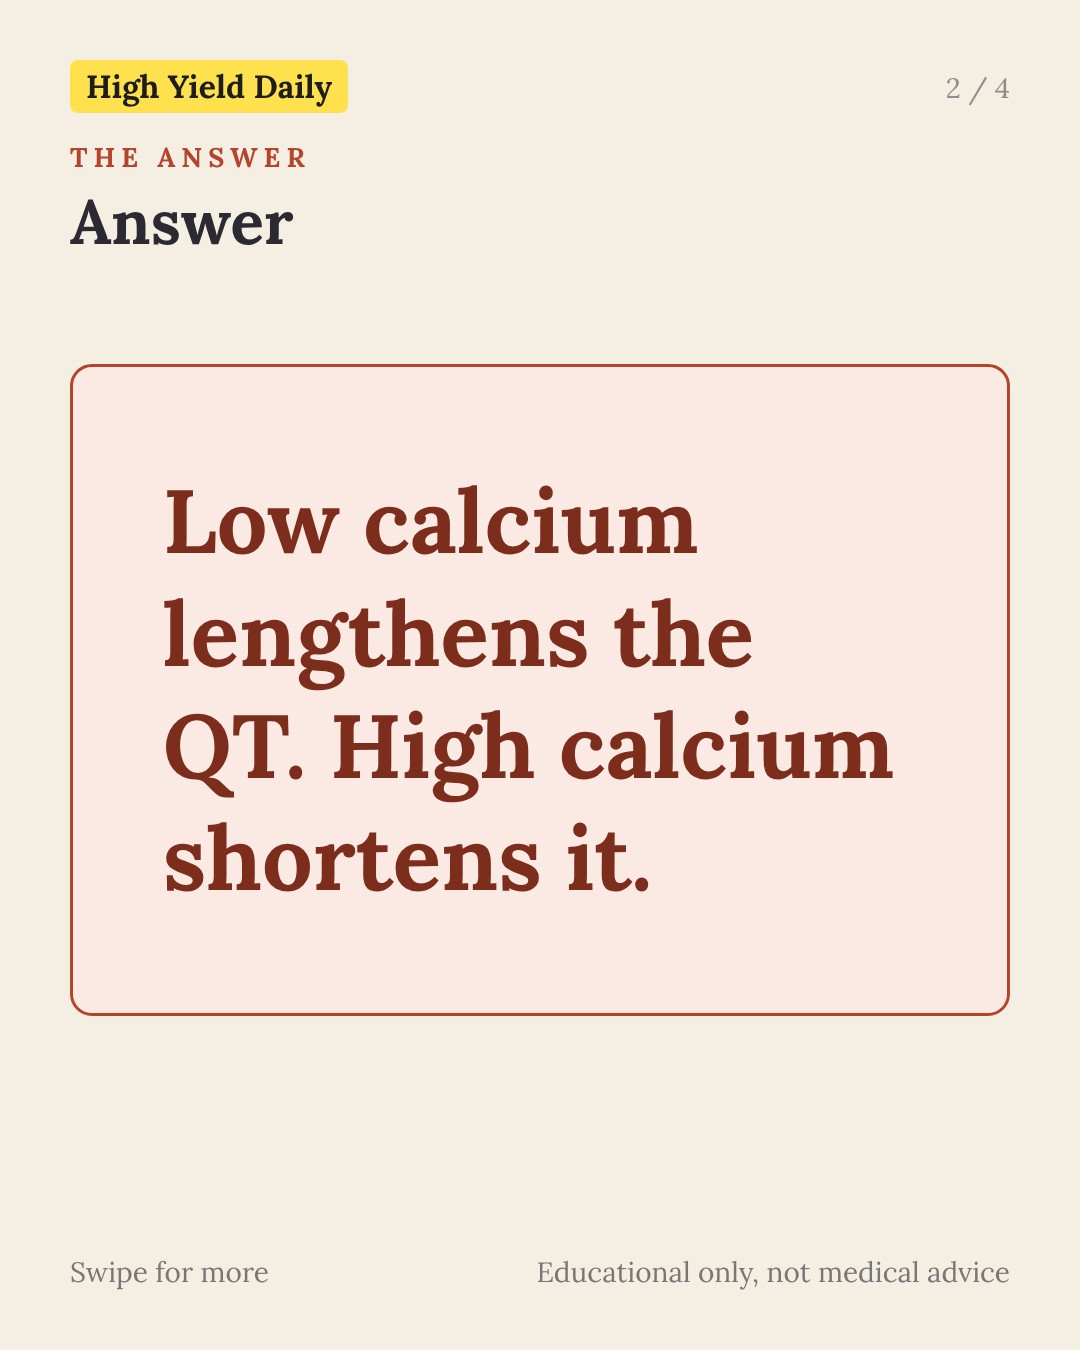 High Yield Daily
2 / 4
THE ANSWER
Answer
Low calcium
lengthens the
QT. High calcium
shortens it.
Swipe for more
Educational only, not medical advice